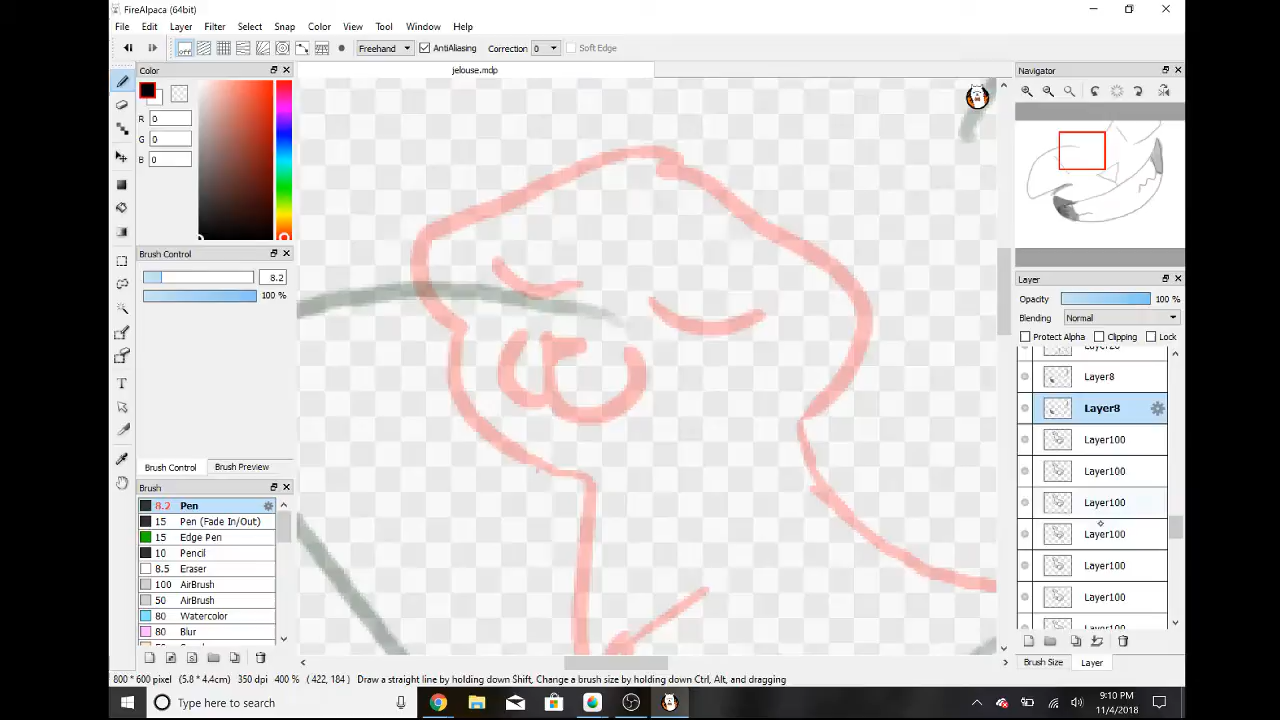 FireAlpaca (64bit)
File Edit Layer Filter Select Snap Color View Tool Window Help
Freehand AntiAliasing Correction 0 Soft Edge
Color
jelouse.mdp
Navigator
R 0
G 0
B 0
Brush Control
8.2
100 %
Brush Control Brush Preview
Brush
8.2 Pen
15 Pen (Fade In/Out)
15 Edge Pen
10 Pencil
8.5 Eraser
100 AirBrush
50 AirBrush
80 Watercolor
80 Blur
Layer
Opacity 100 %
Blending Normal
Protect Alpha Clipping Lock
Layer8
Layer8
Layer100
Layer100
Layer100
Layer100
Layer100
Layer100
Layer100
Brush Size Layer
800 * 600 pixel (5.8 * 4.4cm) 350 dpi 400 % (422, 184) Draw a straight line by holding down Shift, Change a brush size by holding down Ctrl, Alt, and dragging
Type here to search
9:10 PM
11/4/2018